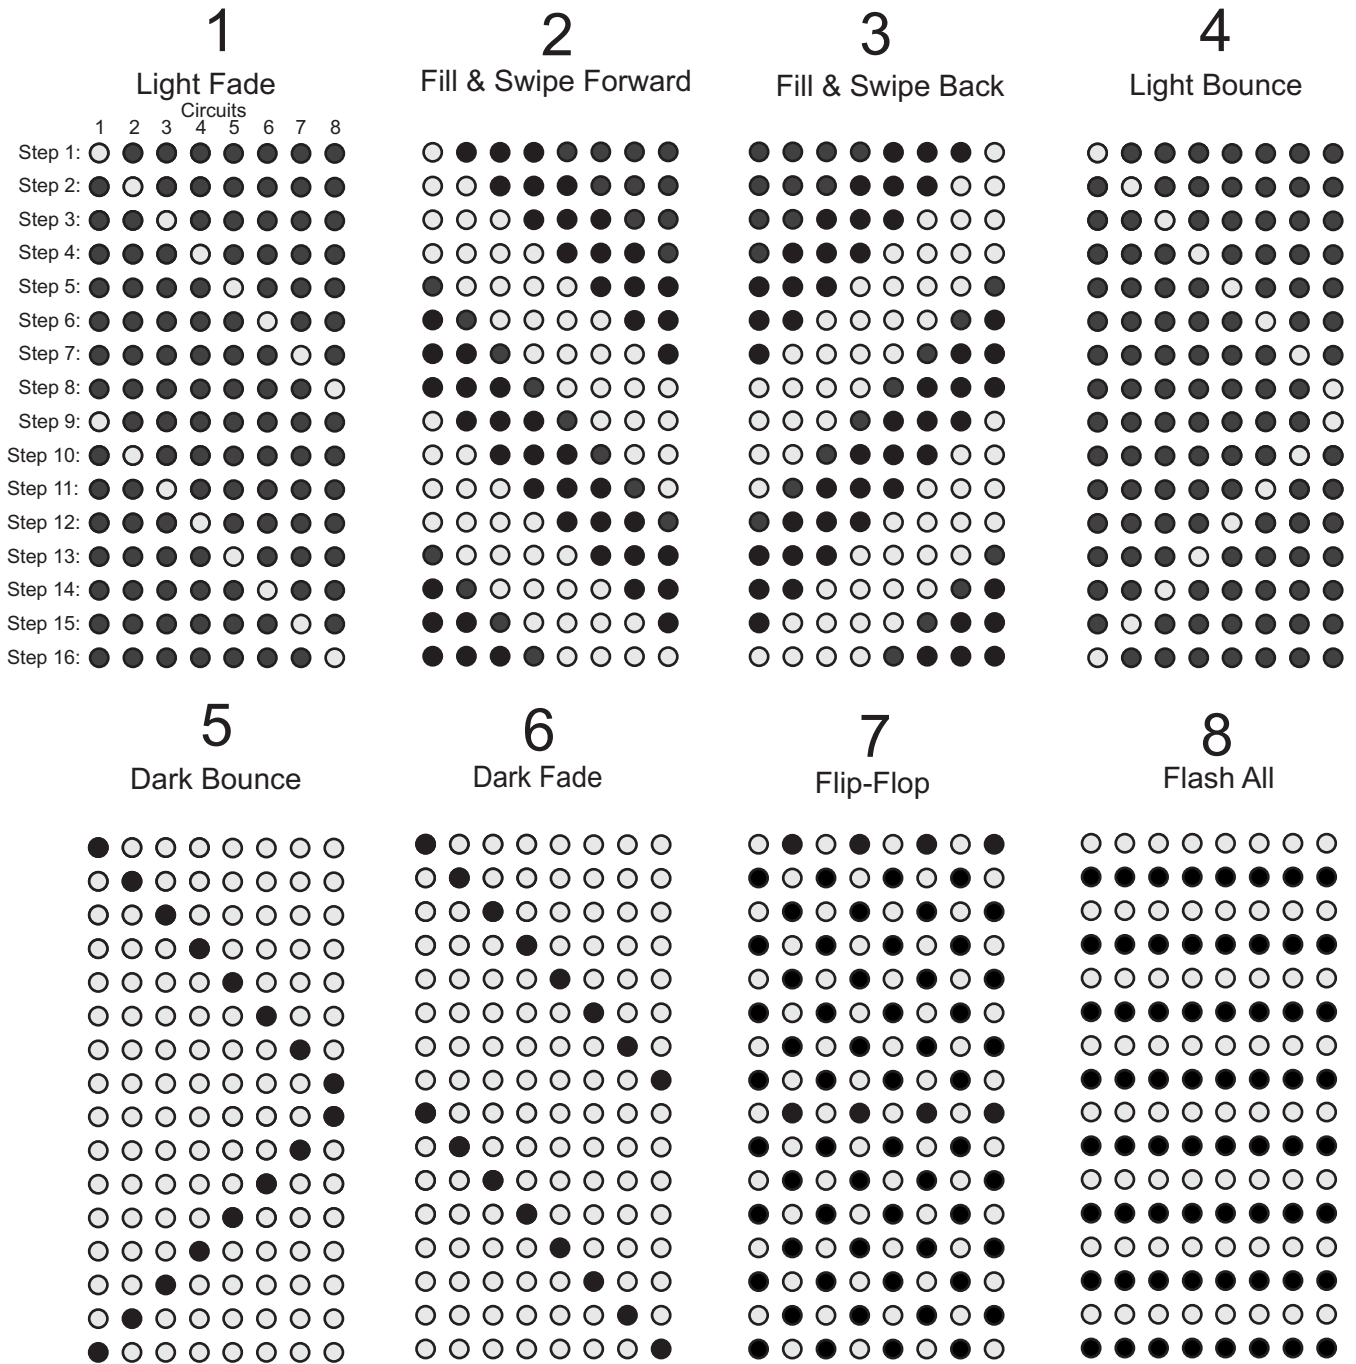 1 2 3 4
Light Fade Fill & Swipe Forward Fill & Swipe Back Light Bounce
Circuits
1 2 3 4 5 6 7 8
Step 1:
Step 2:
Step 3:
Step 4:
Step 5:
Step 6:
Step 7:
Step 8:
Step 9:
Step 10:
Step 11:
Step 12:
Step 13:
Step 14:
Step 15:
Step 16:
5 6 7 8
Dark Bounce Dark Fade Flip-Flop Flash All